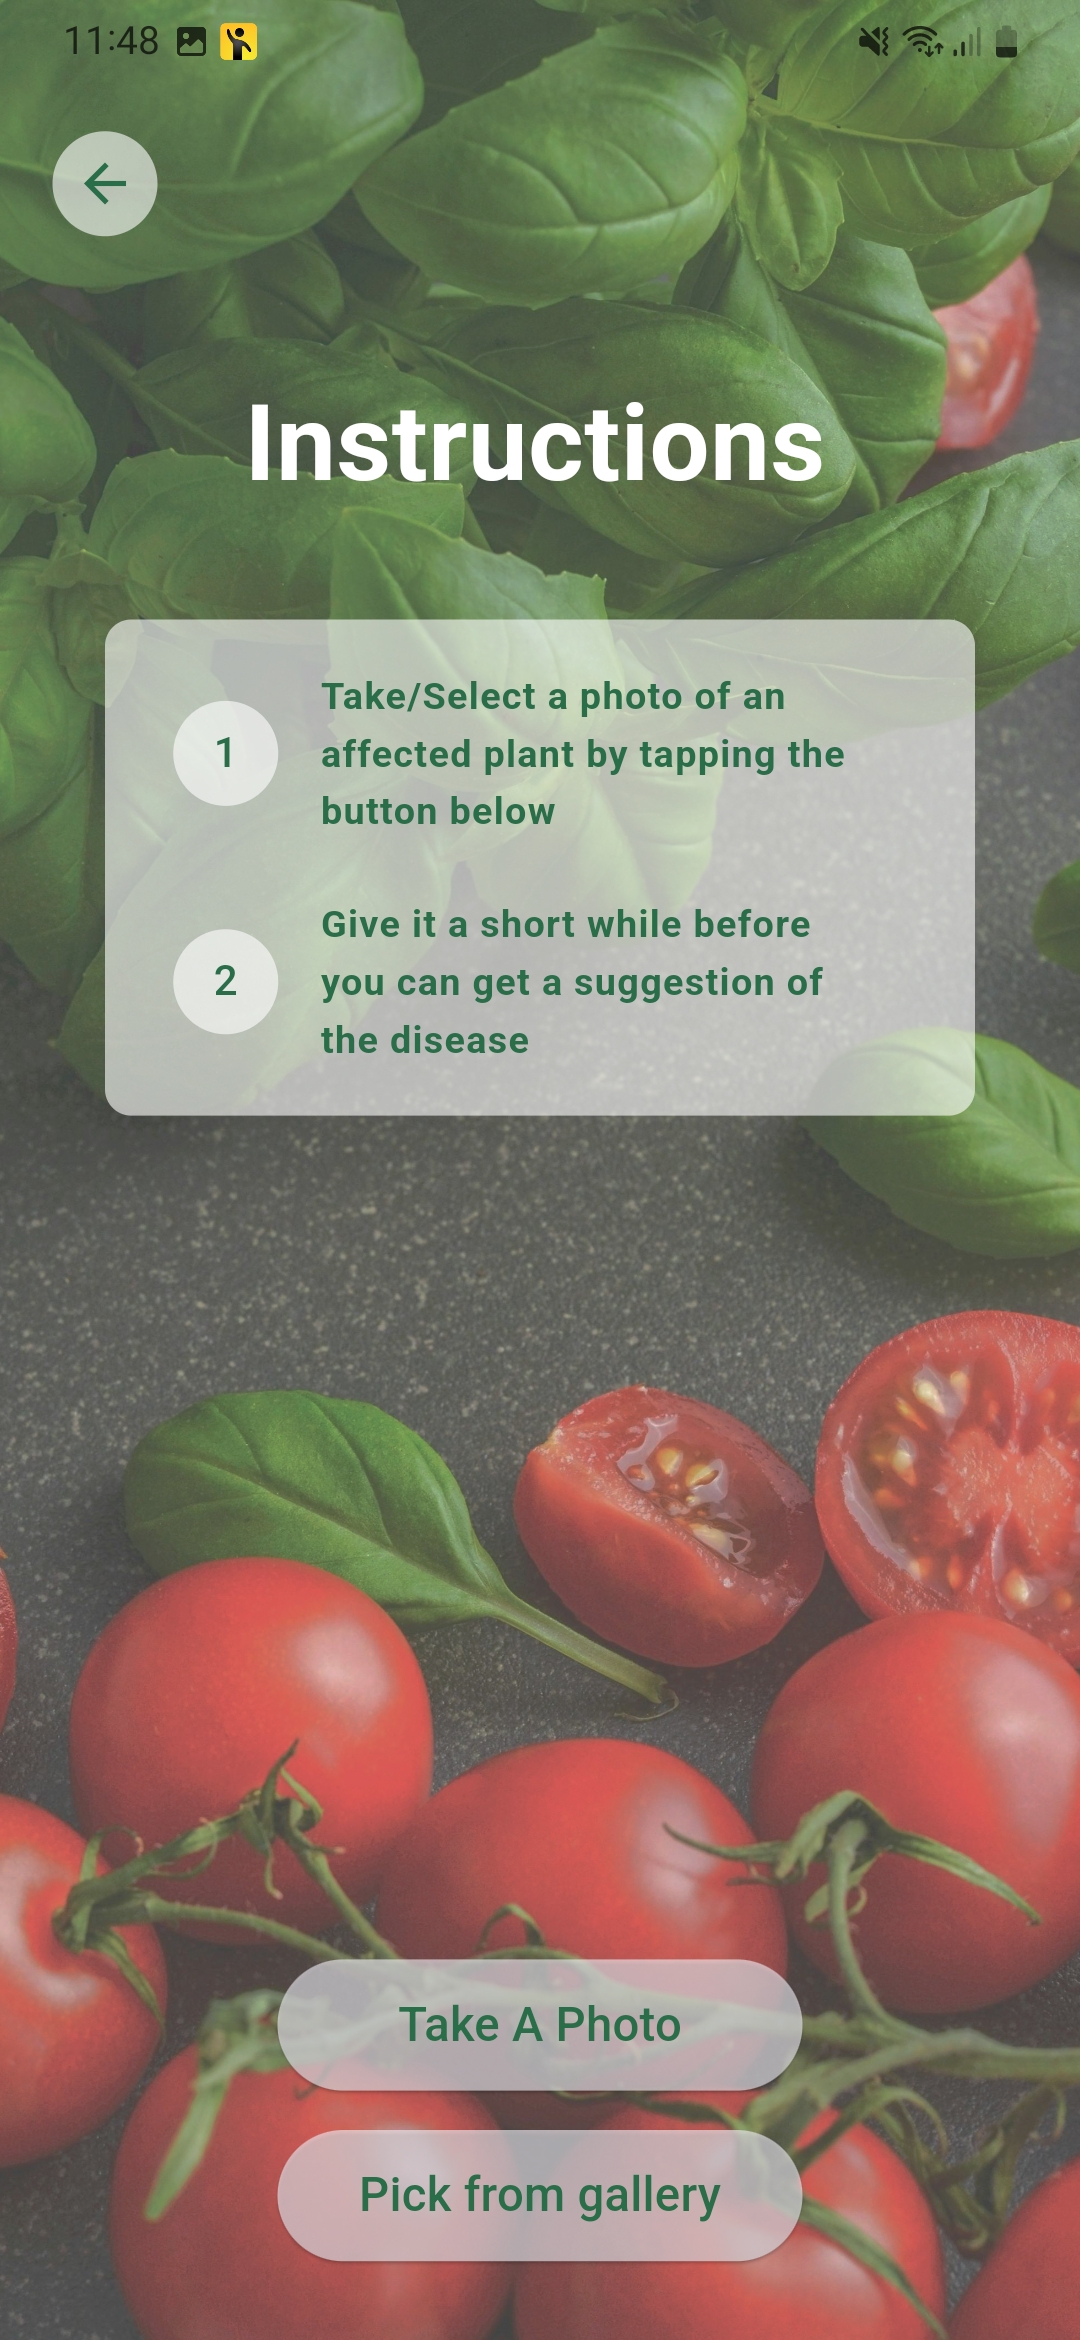 11:48
Instructions
1
Take/Select a photo of an
affected plant by tapping the
button below
2
Give it a short while before
you can get a suggestion of
the disease
Take A Photo
Pick from gallery